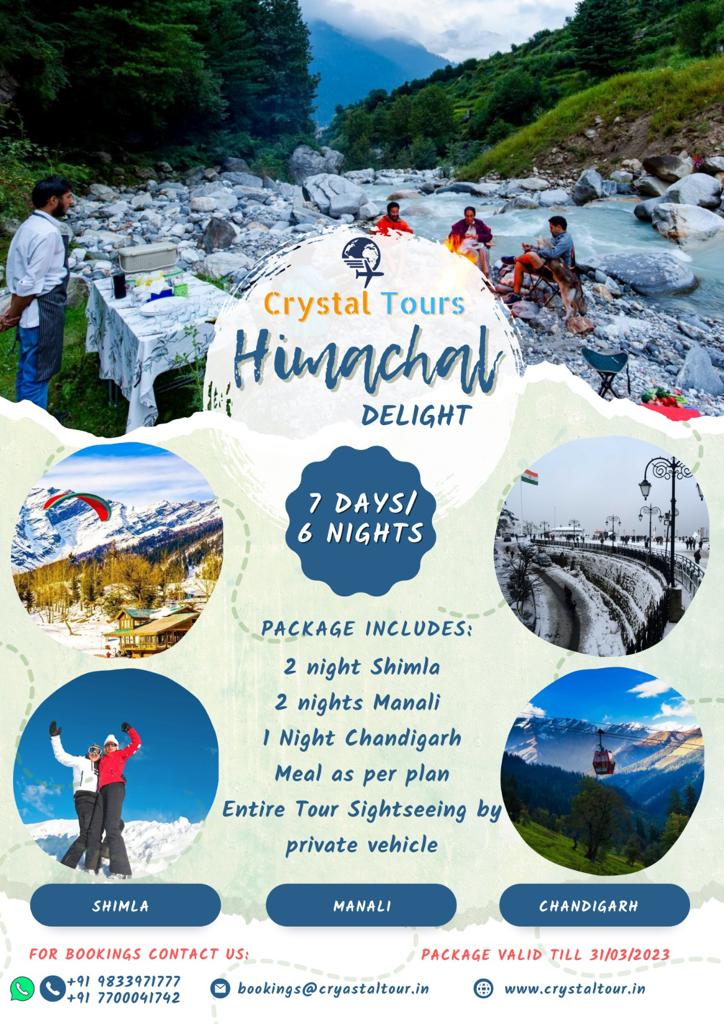 Crystal Tours
Himachal
DELIGHT
7 DAYS/
6 NIGHTS
PACKAGE INCLUDES:
2 night Shimla
2 nights Manali
1 Night Chandigarh
Meal as per plan
Entire Tour Sightseeing by
private vehicle
SHIMLA
MANALI
CHANDIGARH
FOR BOOKINGS CONTACT US:
PACKAGE VALID TILL 31/03/2023
+91 9833971777
+91 7700041742
bookings@cryastaltour.in
www.crystaltour.in